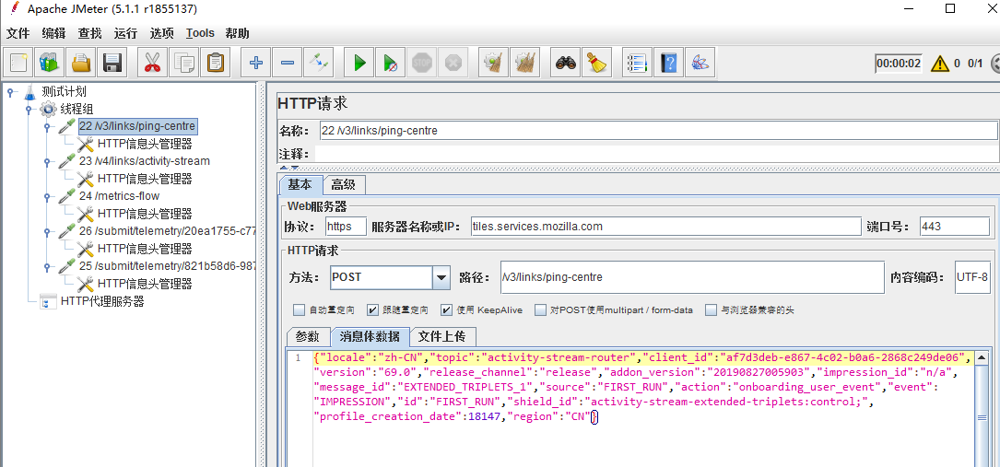 Apache JMeter (5.1.1 r1855137)
文件 编辑 查找 运行 选项 Tools 帮助
00:00:02 0 0/1
测试计划
线程组
22 /v3/links/ping-centre
HTTP信息头管理器
23 /v4/links/activity-stream
HTTP信息头管理器
24 /metrics-flow
HTTP信息头管理器
26 /submit/telemetry/20ea1755-c77
HTTP信息头管理器
25 /submit/telemetry/821b58d6-987
HTTP信息头管理器
HTTP代理服务器
HTTP请求
名称: 22 /v3/links/ping-centre
注释:
基本 高级
Web服务器
协议: https 服务器名称或IP: tiles.services.mozilla.com 端口号: 443
HTTP请求
方法: POST 路径: /v3/links/ping-centre 内容编码: UTF-8
自动重定向 跟随重定向 使用 KeepAlive 对POST使用multipart / form-data 与浏览器兼容的头
参数 消息体数据 文件上传
1 {"locale":"zh-CN","topic":"activity-stream-router","client_id":"af7d3deb-e867-4c02-b0a6-2868c249de06",
"version":"69.0","release_channel":"release","addon_version":"20190827005903","impression_id":"n/a",
"message_id":"EXTENDED_TRIPLETS_1","source":"FIRST_RUN","action":"onboarding_user_event","event":
"IMPRESSION","id":"FIRST_RUN","shield_id":"activity-stream-extended-triplets:control;",
"profile_creation_date":18147,"region":"CN"}